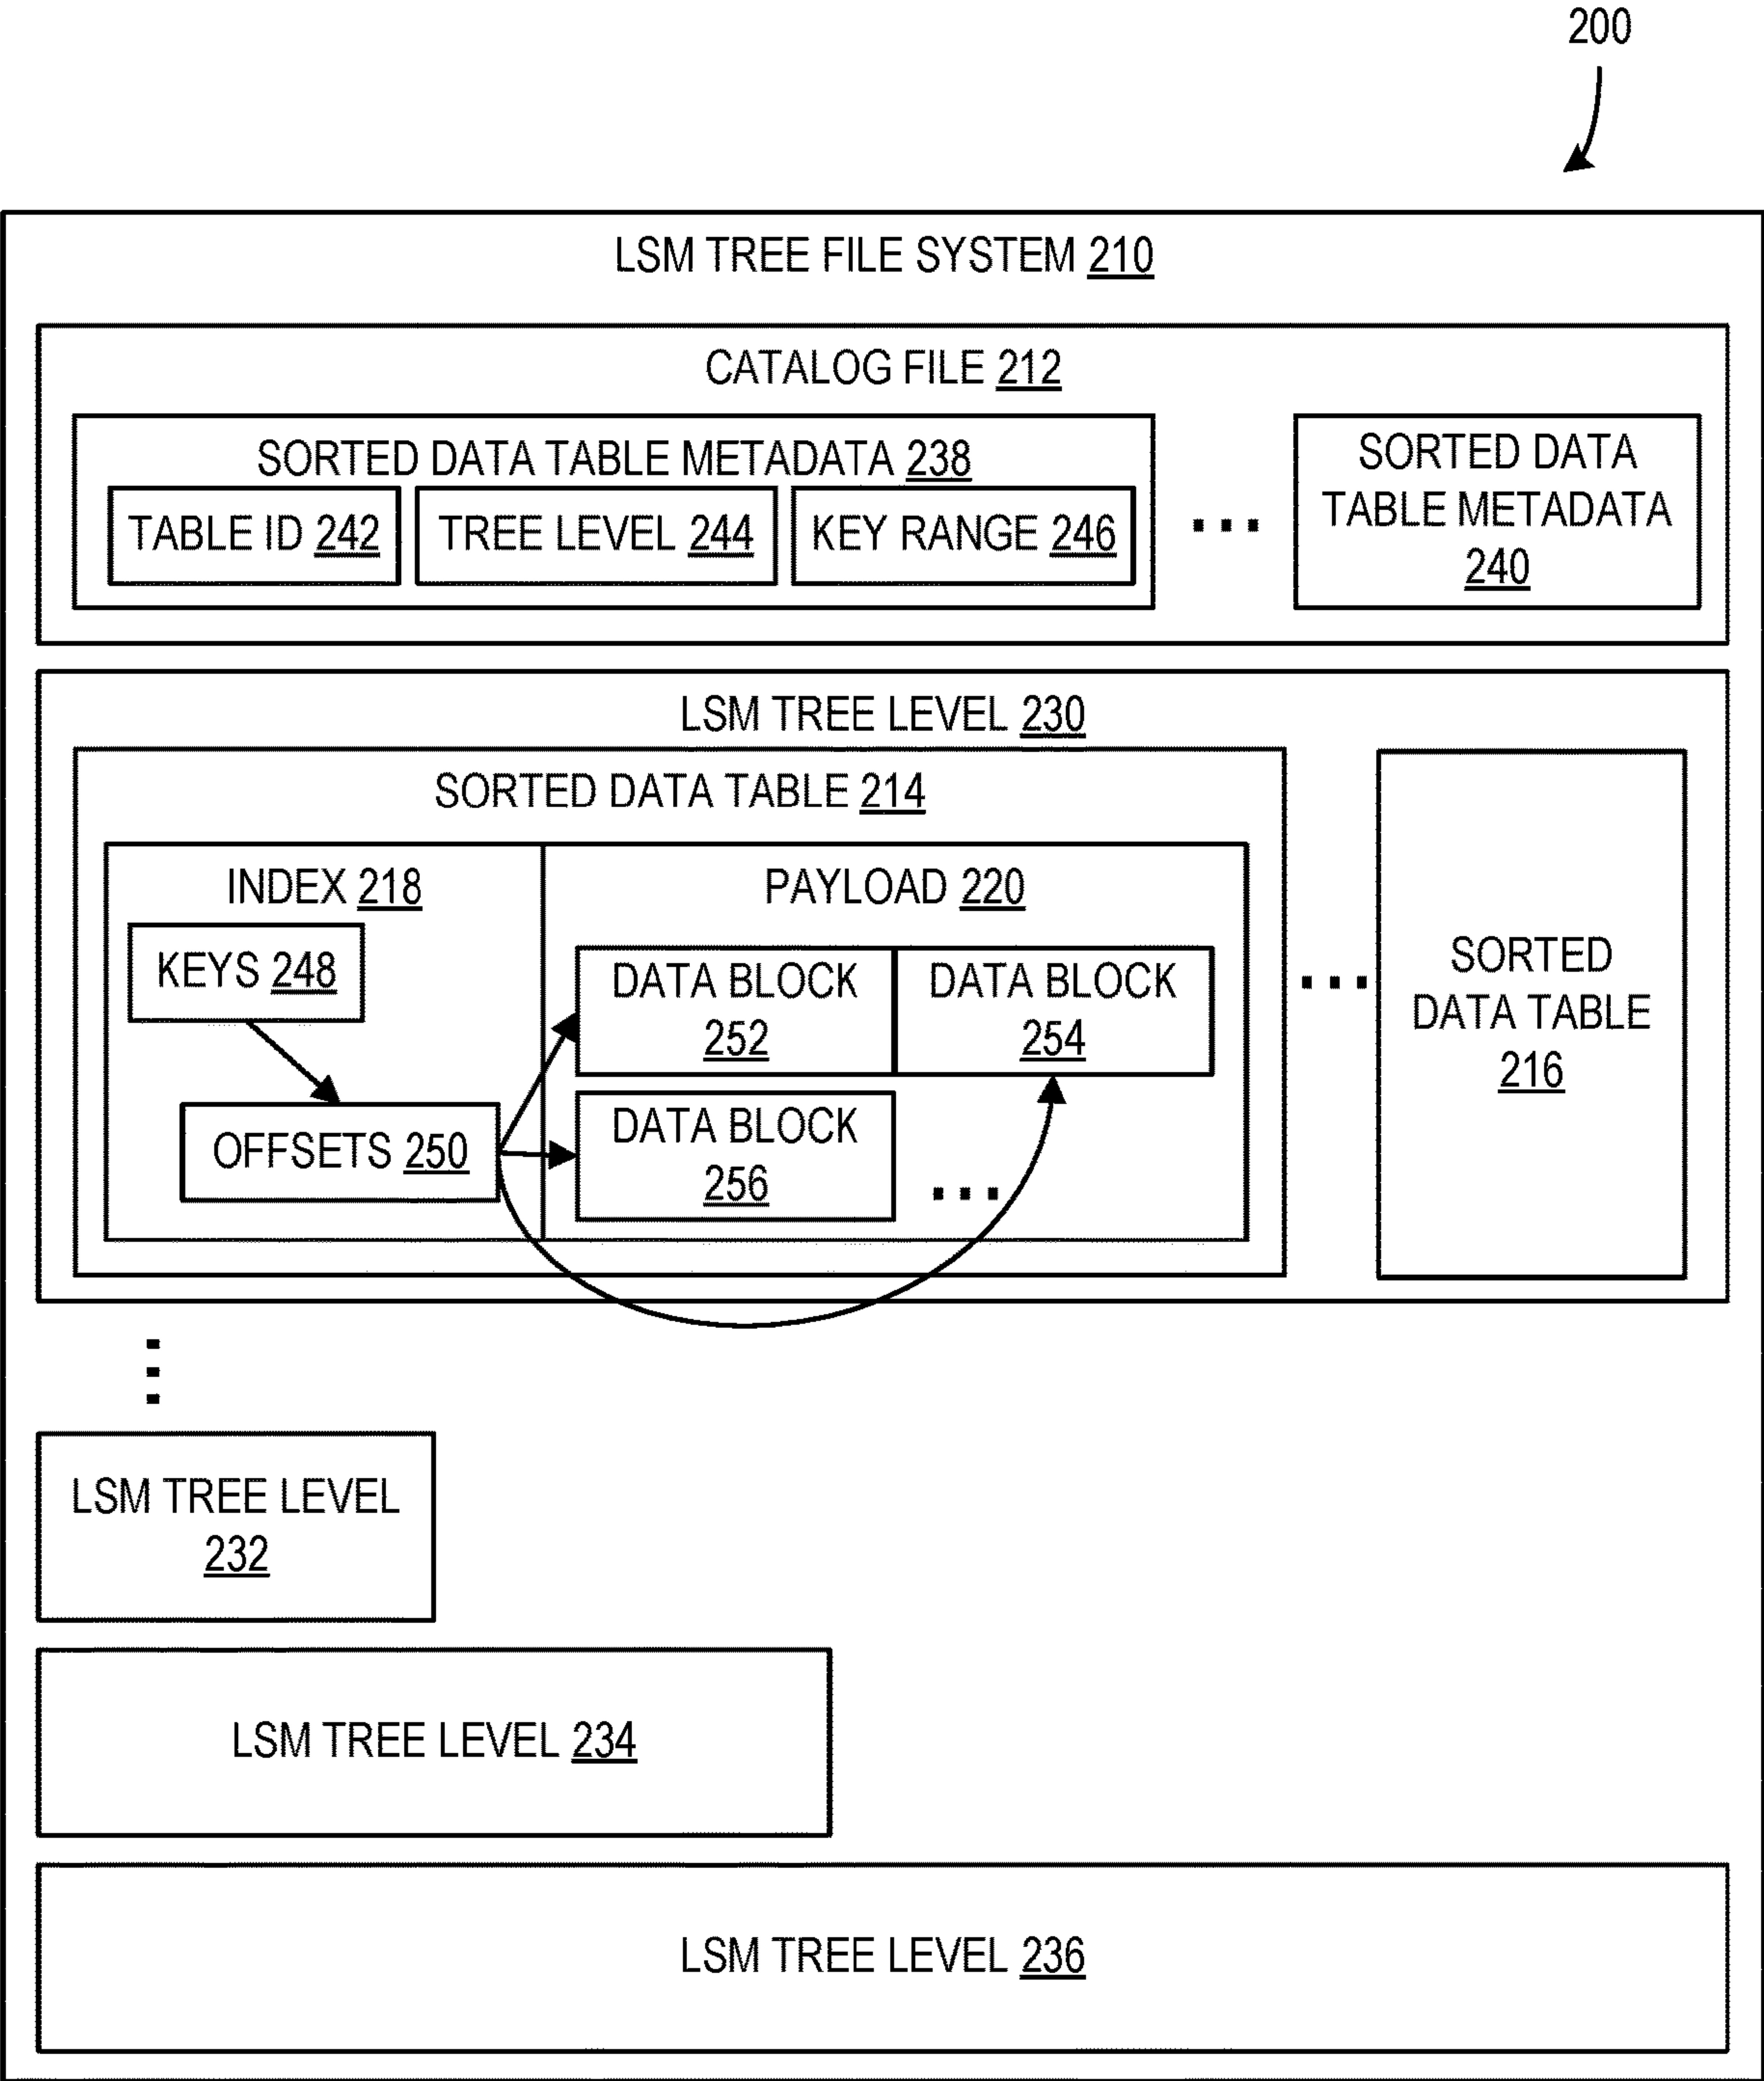 200
LSM TREE FILE SYSTEM 210
CATALOG FILE 212
SORTED DATA TABLE METADATA 238
TABLE ID 242
TREE LEVEL 244
KEY RANGE 246
SORTED DATA
TABLE METADATA
240
LSM TREE LEVEL 230
SORTED DATA TABLE 214
INDEX 218
KEYS 248
OFFSETS 250
PAYLOAD 220
DATA BLOCK
252
DATA BLOCK
254
DATA BLOCK
256
SORTED
DATA TABLE
216
LSM TREE LEVEL
232
LSM TREE LEVEL 234
LSM TREE LEVEL 236